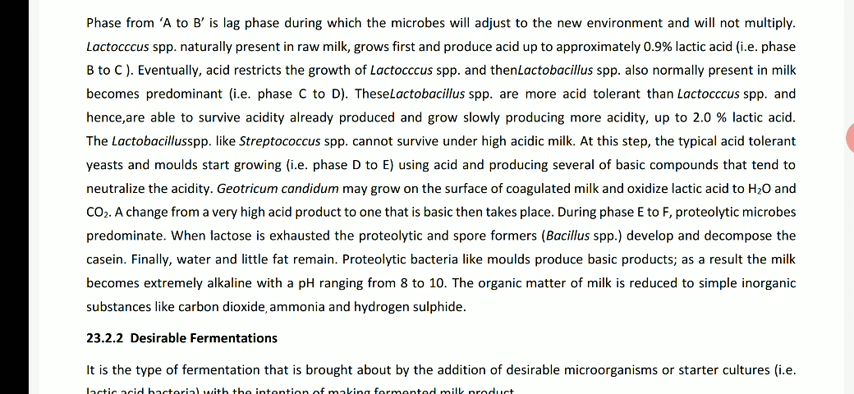 Phase from ‘A to B’ is lag phase during which the microbes will adjust to the new environment and will not multiply.
Lactocccus spp. naturally present in raw milk, grows first and produce acid up to approximately 0.9% lactic acid (i.e. phase
B to C ). Eventually, acid restricts the growth of Lactocccus spp. and thenLactobacillus spp. also normally present in milk
becomes predominant (i.e. phase C to D). TheseLactobacillus spp. are more acid tolerant than Lactocccus spp. and
hence,are able to survive acidity already produced and grow slowly producing more acidity, up to 2.0 % lactic acid.
The Lactobacillusspp. like Streptococcus spp. cannot survive under high acidic milk. At this step, the typical acid tolerant
yeasts and moulds start growing (i.e. phase D to E) using acid and producing several of basic compounds that tend to
neutralize the acidity. Geotricum candidum may grow on the surface of coagulated milk and oxidize lactic acid to H₂O and
CO₂. A change from a very high acid product to one that is basic then takes place. During phase E to F, proteolytic microbes
predominate. When lactose is exhausted the proteolytic and spore formers (Bacillus spp.) develop and decompose the
casein. Finally, water and little fat remain. Proteolytic bacteria like moulds produce basic products; as a result the milk
becomes extremely alkaline with a pH ranging from 8 to 10. The organic matter of milk is reduced to simple inorganic
substances like carbon dioxide, ammonia and hydrogen sulphide.
23.2.2 Desirable Fermentations
It is the type of fermentation that is brought about by the addition of desirable microorganisms or starter cultures (i.e.
lactic acid bacteria) with the intention of making fermented milk product.